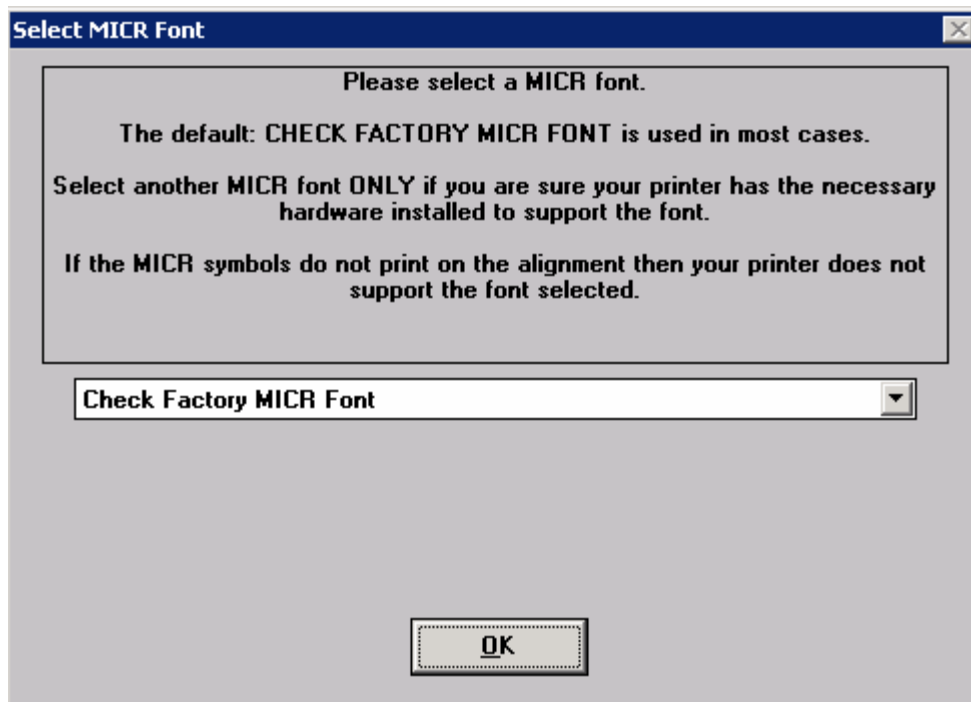 Select MICR Font
Please select a MICR font.
The default: CHECK FACTORY MICR FONT is used in most cases.
Select another MICR font ONLY if you are sure your printer has the necessary
hardware installed to support the font.
If the MICR symbols do not print on the alignment then your printer does not
support the font selected.
Check Factory MICR Font
OK